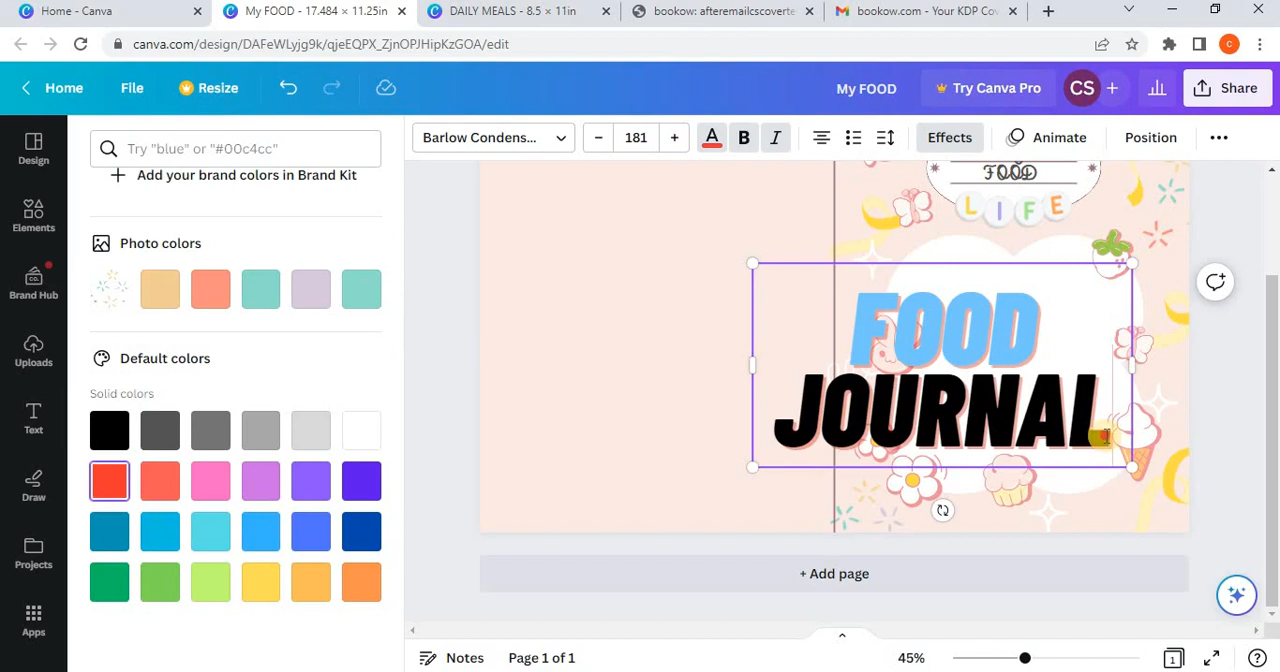 Home - Canva
My FOOD - 17.484 × 11.25in
DAILY MEALS - 8.5 × 11in
bookow: afteremailcscoverte
bookow.com - Your KDP Cov
canva.com/design/DAFeWLyjg9k/qjeEQPX_ZjnOPJHipKzGOA/edit
C
Home
File
Resize
My FOOD
Try Canva Pro
CS
Share
Design
Elements
Brand Hub
Uploads
Text
Draw
Projects
Apps
Try "blue" or "#00c4cc"
Add your brand colors in Brand Kit
Photo colors
Default colors
Solid colors
Barlow Condens...
181
A
B
I
Effects
Animate
Position
FOOD
LIFE
FOOD
JOURNAL
+ Add page
Notes
Page 1 of 1
45%
1